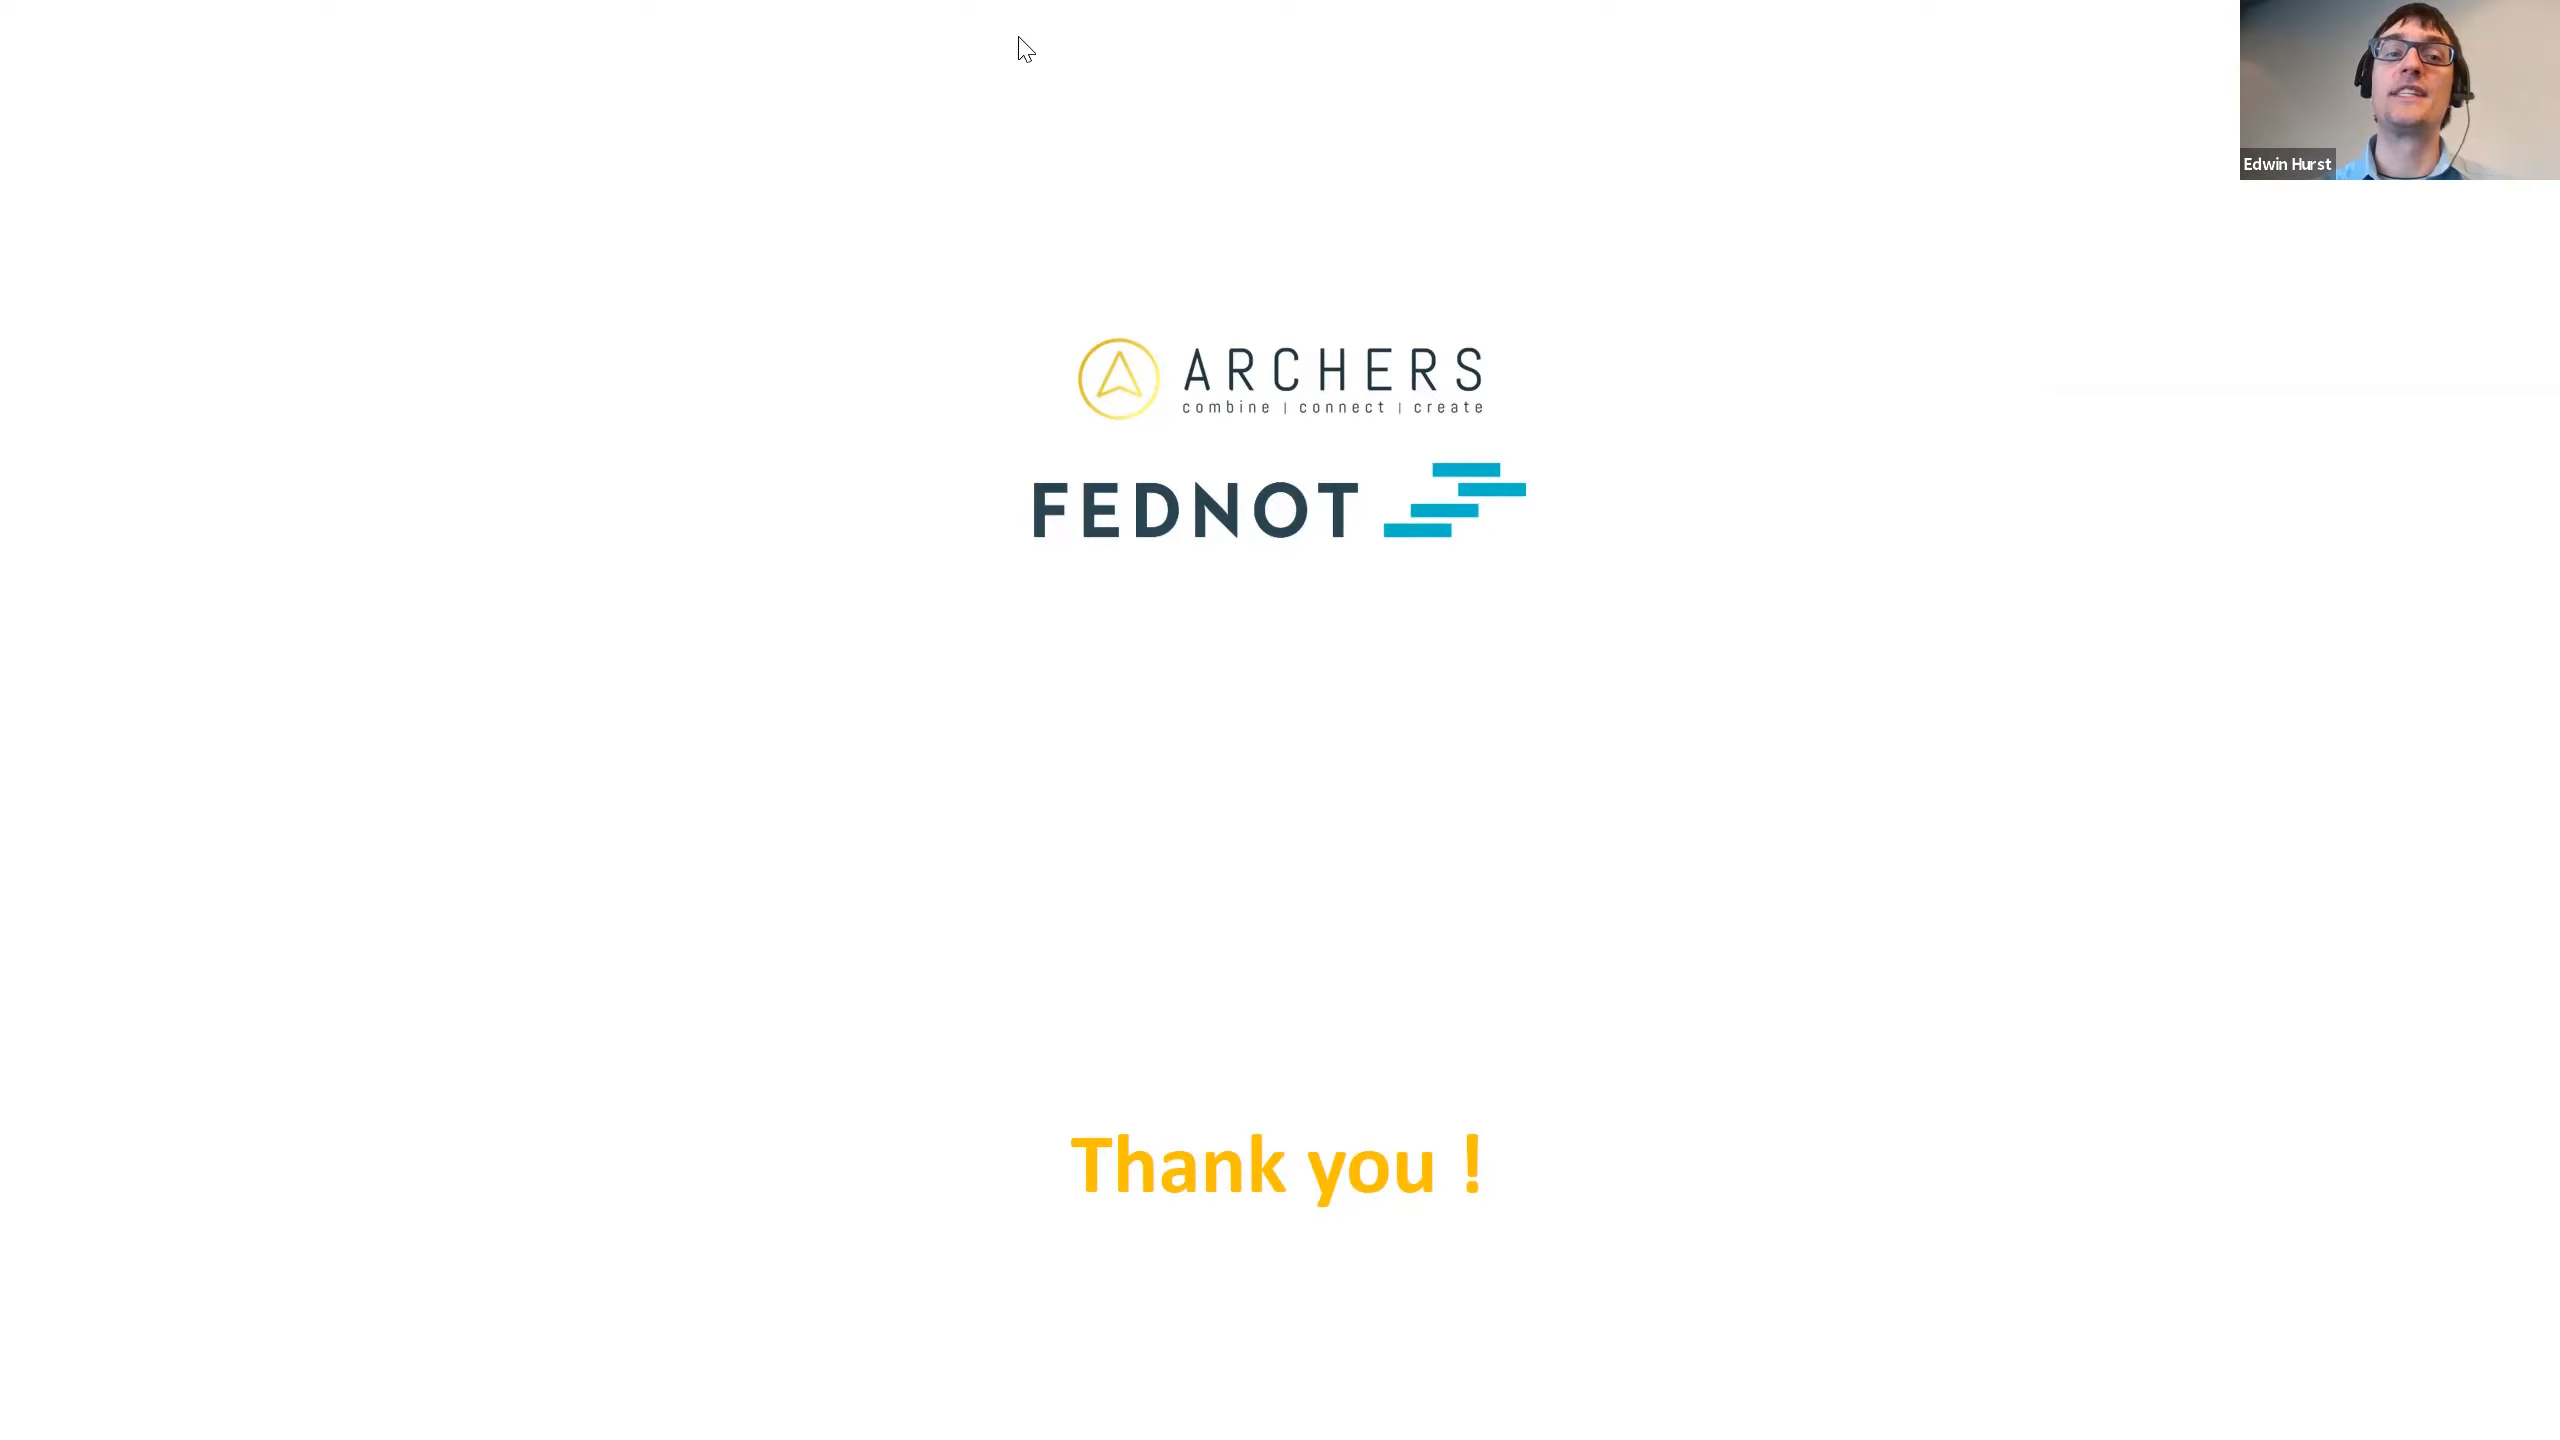 Edwin Hurst
ARCHERS
combine | connect | create
FEDNOT
Thank you !